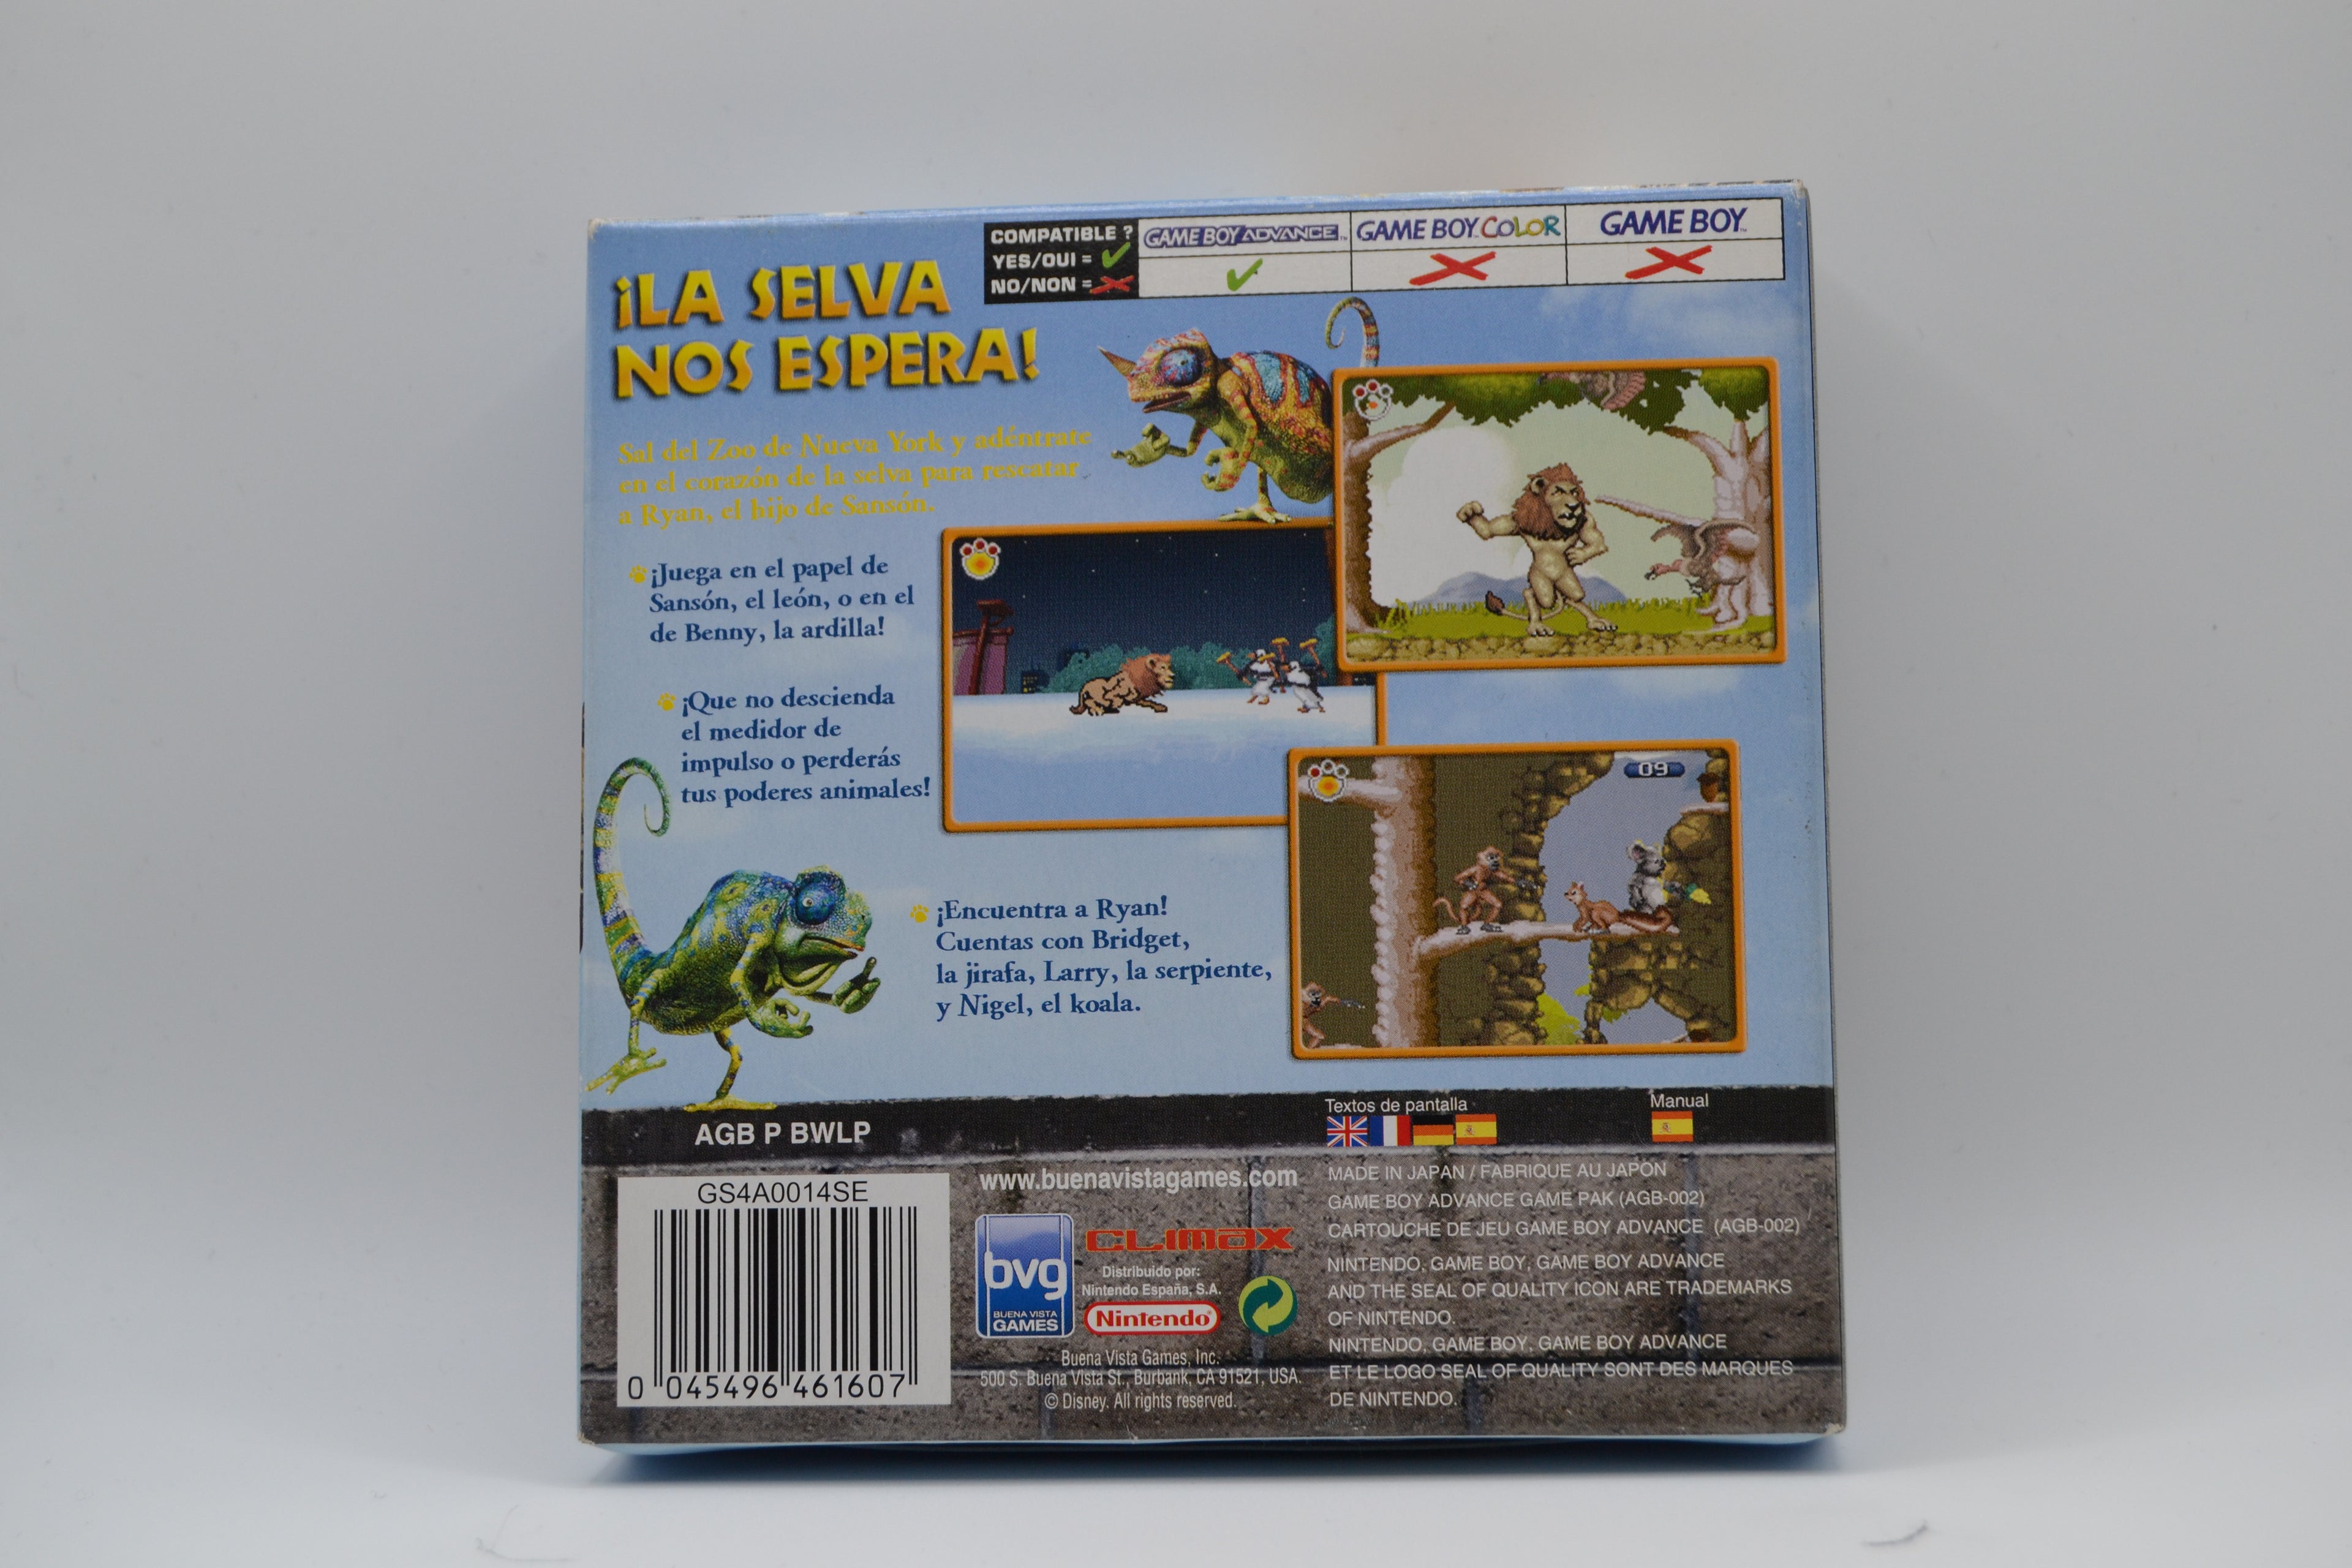 COMPATIBLE ?
YES/OUI =
NO/NON =
GAME BOY ADVANCE™
GAME BOY COLOR
GAME BOY™
¡LA SELVA
NOS ESPERA!
Sal del Zoo de Nueva York y adéntrate
en el corazón de la selva para rescatar
a Ryan, el hijo de Sansón.
¡Juega en el papel de
Sansón, el león, o en el
de Benny, la ardilla!
¡Que no descienda
el medidor de
impulso o perderás
tus poderes animales!
09
¡Encuentra a Ryan!
Cuentas con Bridget,
la jirafa, Larry, la serpiente,
y Nigel, el koala.
AGB P BWLP
Textos de pantalla
Manual
GS4A0014SE
0 045496 461607
www.buenavistagames.com
bvg
BUENA VISTA
GAMES
CLIMAX
Distribuido por:
Nintendo España, S.A.
Nintendo®
Buena Vista Games, Inc.
500 S. Buena Vista St., Burbank, CA 91521, USA.
© Disney. All rights reserved.
MADE IN JAPAN / FABRIQUE AU JAPON
GAME BOY ADVANCE GAME PAK (AGB-002)
CARTOUCHE DE JEU GAME BOY ADVANCE (AGB-002)
NINTENDO, GAME BOY, GAME BOY ADVANCE
AND THE SEAL OF QUALITY ICON ARE TRADEMARKS
OF NINTENDO.
NINTENDO, GAME BOY, GAME BOY ADVANCE
ET LE LOGO SEAL OF QUALITY SONT DES MARQUES
DE NINTENDO.